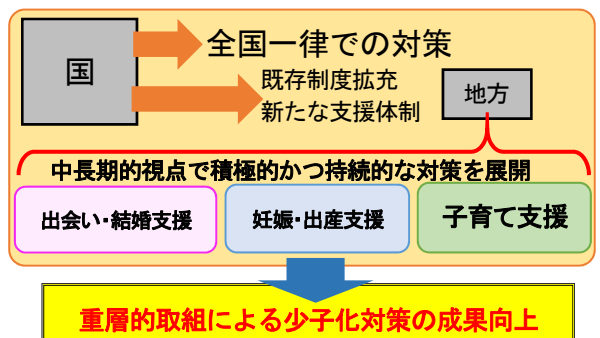 国
全国一律での対策
既存制度拡充
新たな支援体制
地方
中長期的視点で積極的かつ持続的な対策を展開
出会い・結婚支援
妊娠・出産支援
子育て支援
重層的取組による少子化対策の成果向上